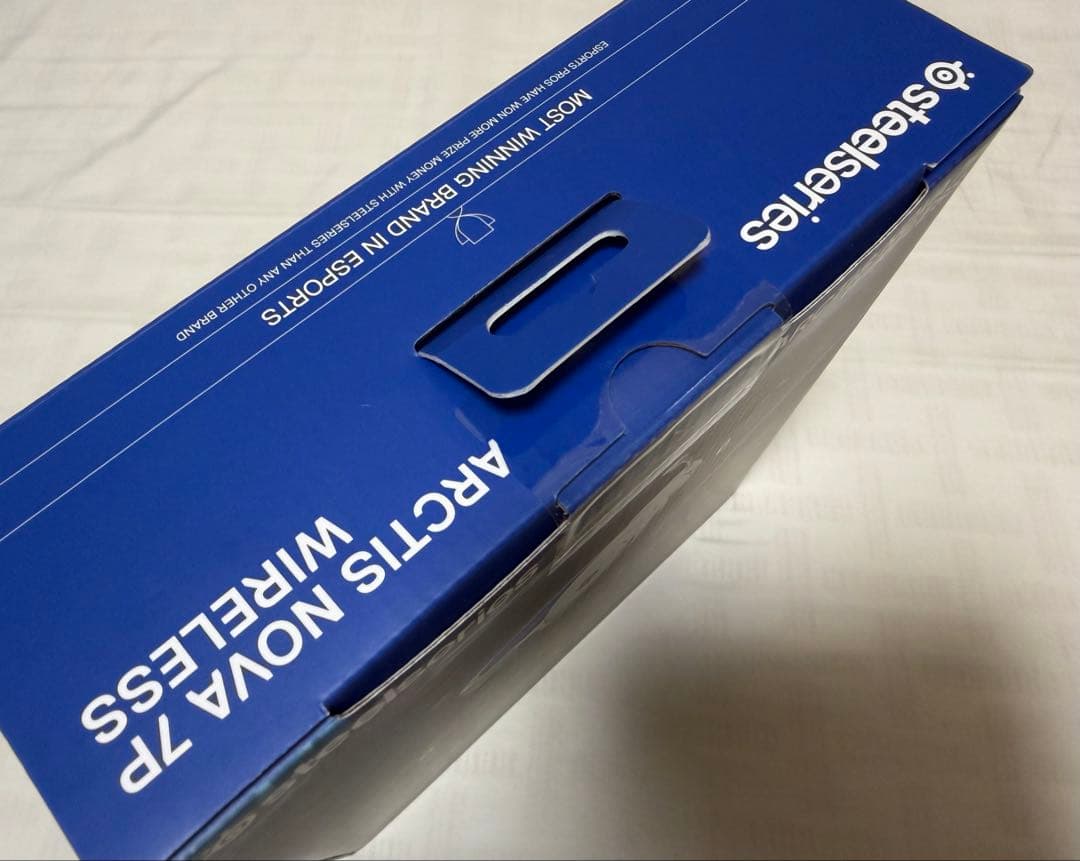 steelseries
ARCTIS NOVA 7P
WIRELESS
MOST WINNING BRAND IN ESPORTS
ESPORTS PROS HAVE WON MORE PRIZE MONEY WITH STEELSERIES THAN ANY OTHER BRAND
steelseries